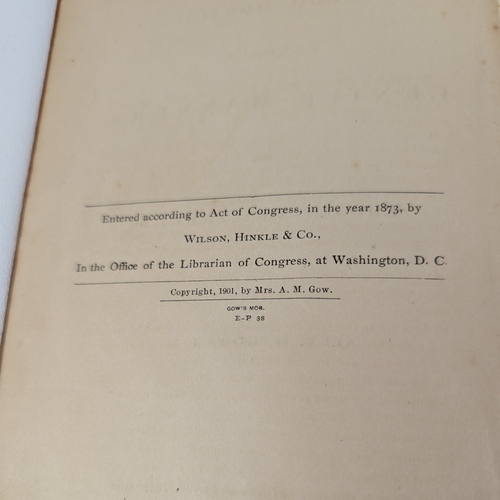 Entered according to Act of Congress, in the year 1873, by
WILSON, HINKLE & CO.,
In the Office of the Librarian of Congress, at Washington, D. C
Copyright, 1901, by Mrs. A. M. Gow.
GOW'S MOR.
E-P 38